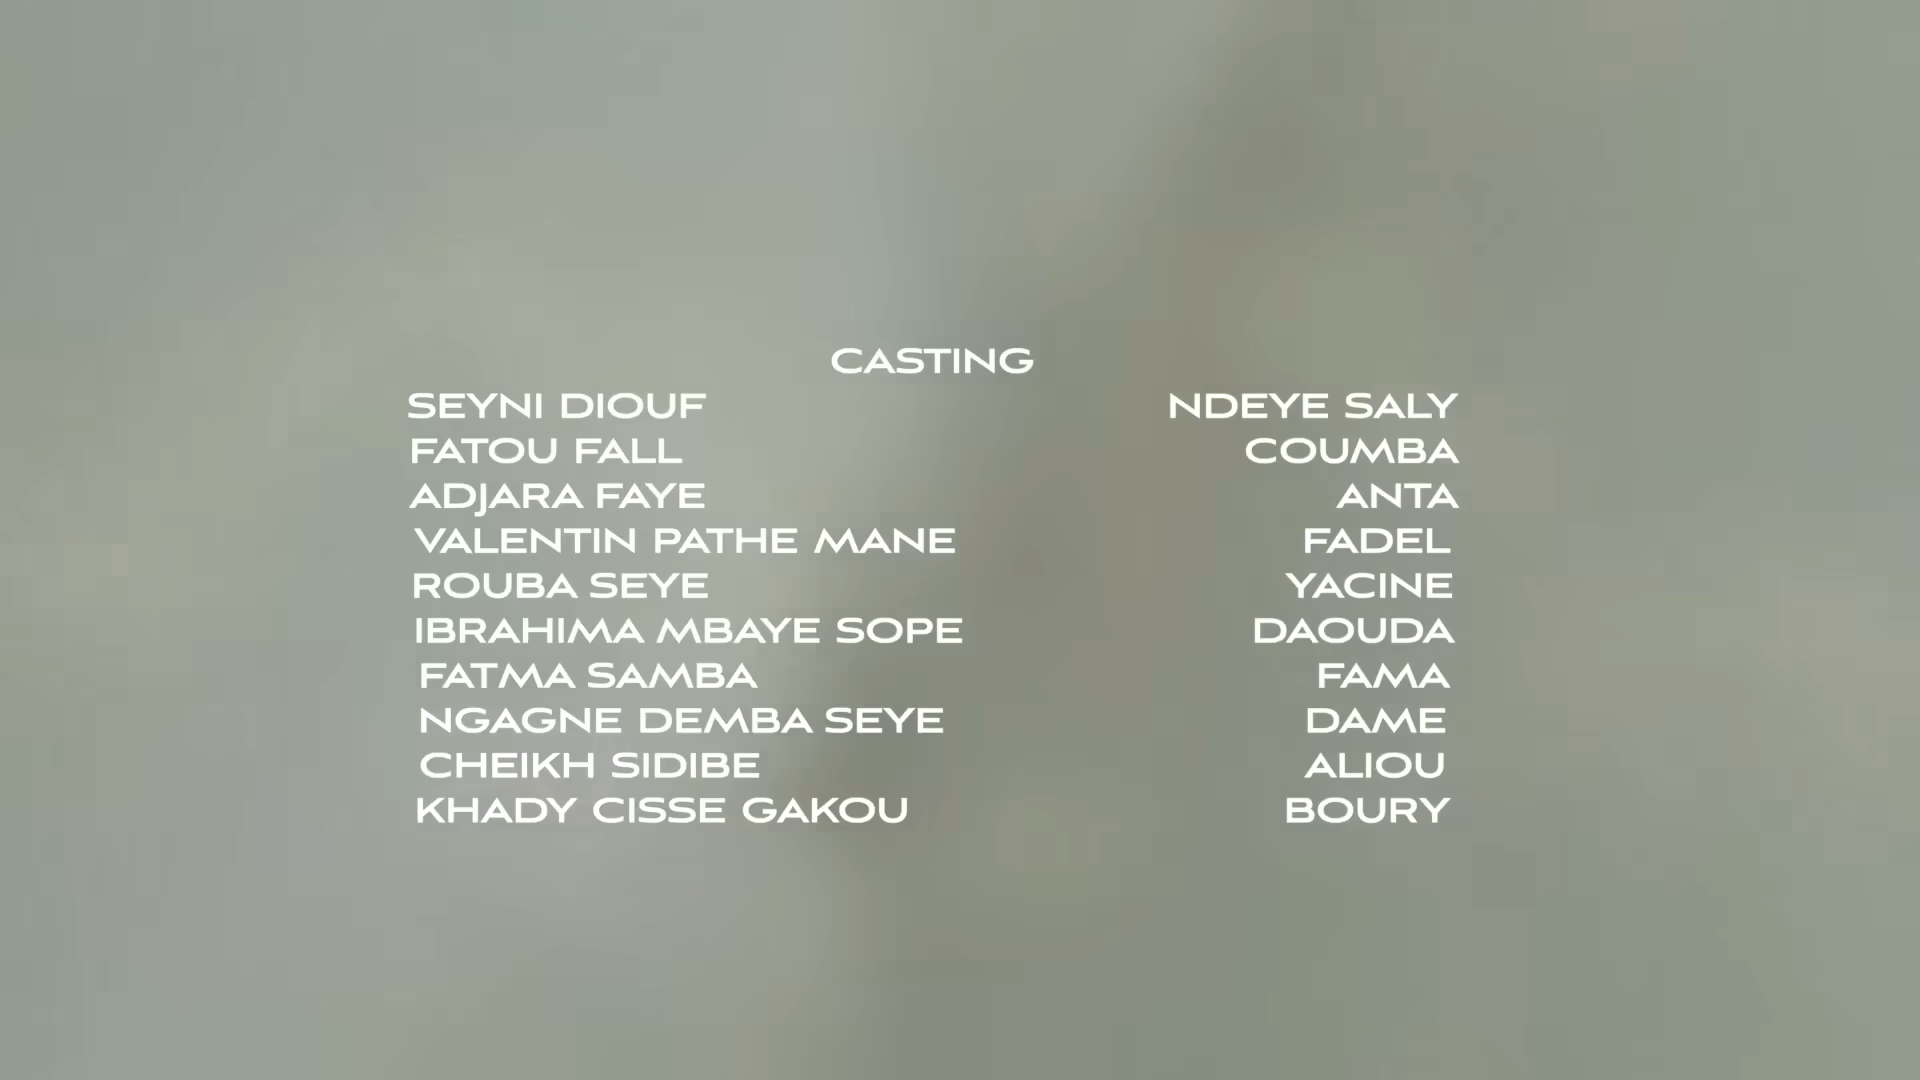 CASTING
SEYNI DIOUF NDEYE SALY
FATOU FALL COUMBA
ADJARA FAYE ANTA
VALENTIN PATHE MANE FADEL
ROUBA SEYE YACINE
IBRAHIMA MBAYE SOPE DAOUDA
FATMA SAMBA FAMA
NGAGNE DEMBA SEYE DAME
CHEIKH SIDIBE ALIOU
KHADY CISSE GAKOU BOURY